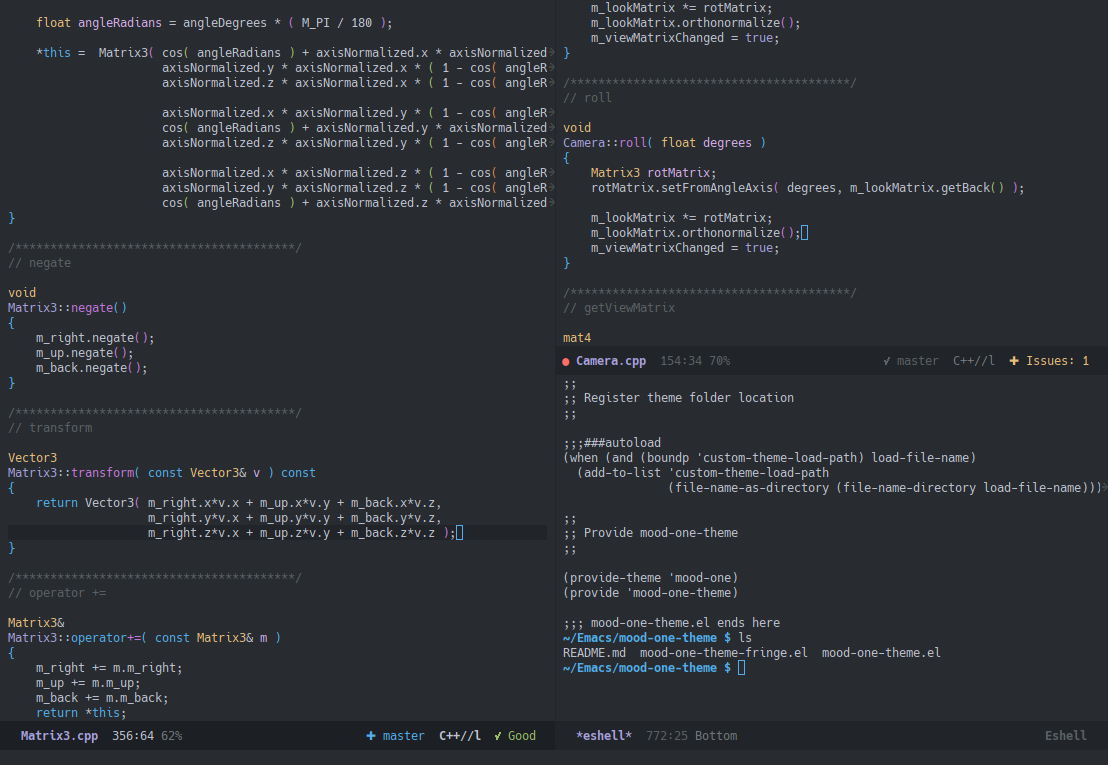 float angleRadians = angleDegrees * ( M_PI / 180 );
*this =  Matrix3( cos( angleRadians ) + axisNormalized.x * axisNormalized
axisNormalized.y * axisNormalized.x * ( 1 - cos( angleR
axisNormalized.z * axisNormalized.x * ( 1 - cos( angleR
axisNormalized.x * axisNormalized.y * ( 1 - cos( angleR
cos( angleRadians ) + axisNormalized.y * axisNormalized
axisNormalized.z * axisNormalized.y * ( 1 - cos( angleR
axisNormalized.x * axisNormalized.z * ( 1 - cos( angleR
axisNormalized.y * axisNormalized.z * ( 1 - cos( angleR
cos( angleRadians ) + axisNormalized.z * axisNormalized
}
/****************************************/
// negate
void
Matrix3::negate()
{
m_right.negate();
m_up.negate();
m_back.negate();
}
/****************************************/
// transform
Vector3
Matrix3::transform( const Vector3& v ) const
{
return Vector3( m_right.x*v.x + m_up.x*v.y + m_back.x*v.z,
m_right.y*v.x + m_up.y*v.y + m_back.y*v.z,
m_right.z*v.x + m_up.z*v.y + m_back.z*v.z );
}
/****************************************/
// operator +=
Matrix3&
Matrix3::operator+=( const Matrix3& m )
{
m_right += m.m_right;
m_up += m.m_up;
m_back += m.m_back;
return *this;
Matrix3.cpp  356:64 62%  + master  C++//l  √ Good
m_lookMatrix *= rotMatrix;
m_lookMatrix.orthonormalize();
m_viewMatrixChanged = true;
}
/****************************************/
// roll
void
Camera::roll( float degrees )
{
Matrix3 rotMatrix;
rotMatrix.setFromAngleAxis( degrees, m_lookMatrix.getBack() );
m_lookMatrix *= rotMatrix;
m_lookMatrix.orthonormalize();
m_viewMatrixChanged = true;
}
/****************************************/
// getViewMatrix
mat4
● Camera.cpp  154:34 70%  √ master  C++//l  + Issues: 1
;;
;; Register theme folder location
;;
;;;###autoload
(when (and (boundp 'custom-theme-load-path) load-file-name)
(add-to-list 'custom-theme-load-path
(file-name-as-directory (file-name-directory load-file-name)))
;;
;; Provide mood-one-theme
;;
(provide-theme 'mood-one)
(provide 'mood-one-theme)
;;; mood-one-theme.el ends here
~/Emacs/mood-one-theme $ ls
README.md  mood-one-theme-fringe.el  mood-one-theme.el
~/Emacs/mood-one-theme $
*eshell*  772:25 Bottom  Eshell